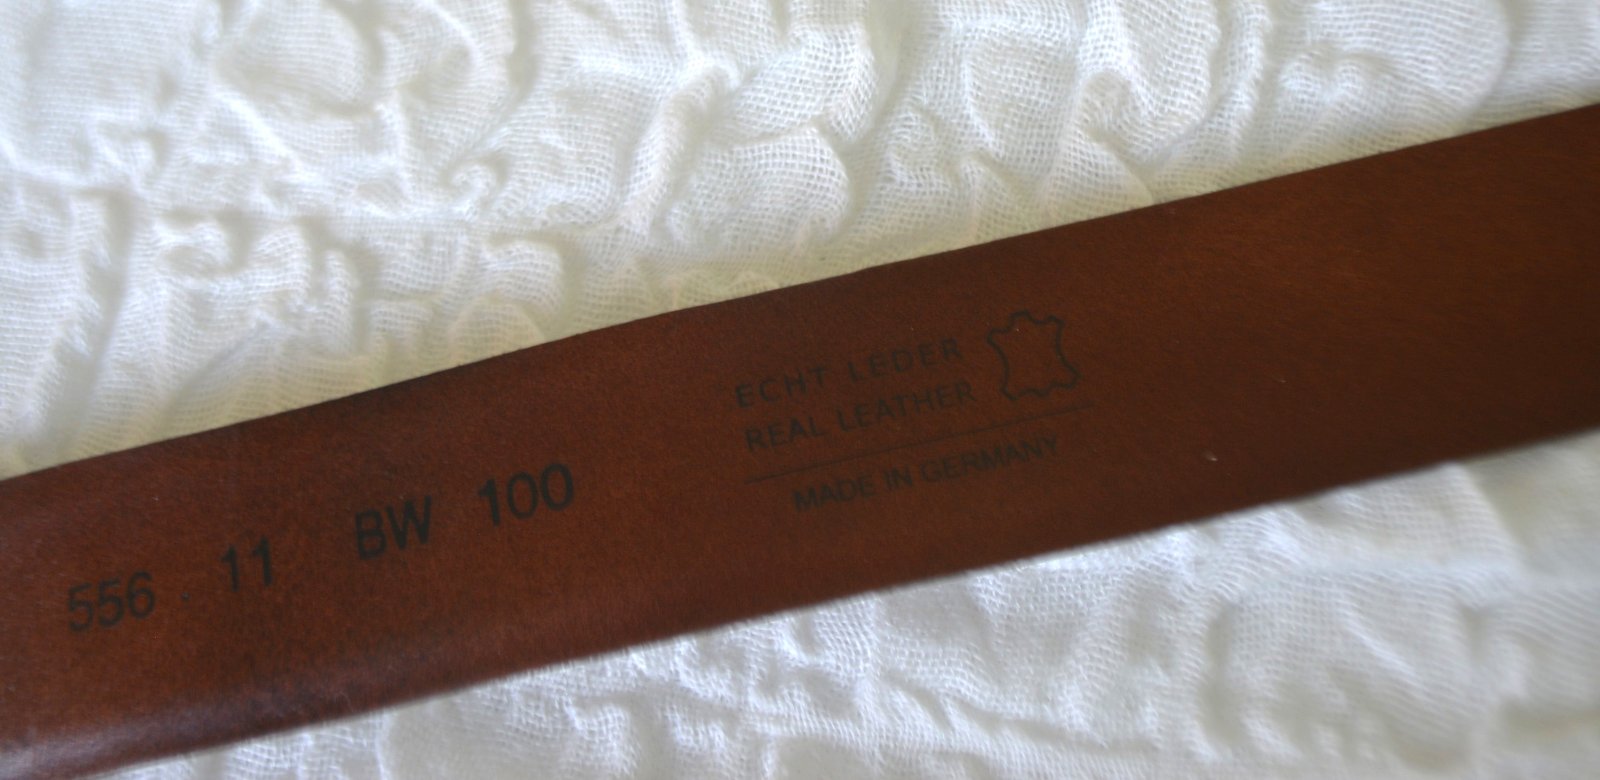 556 11 BW 100
ECHT LEDER
REAL LEATHER
MADE IN GERMANY